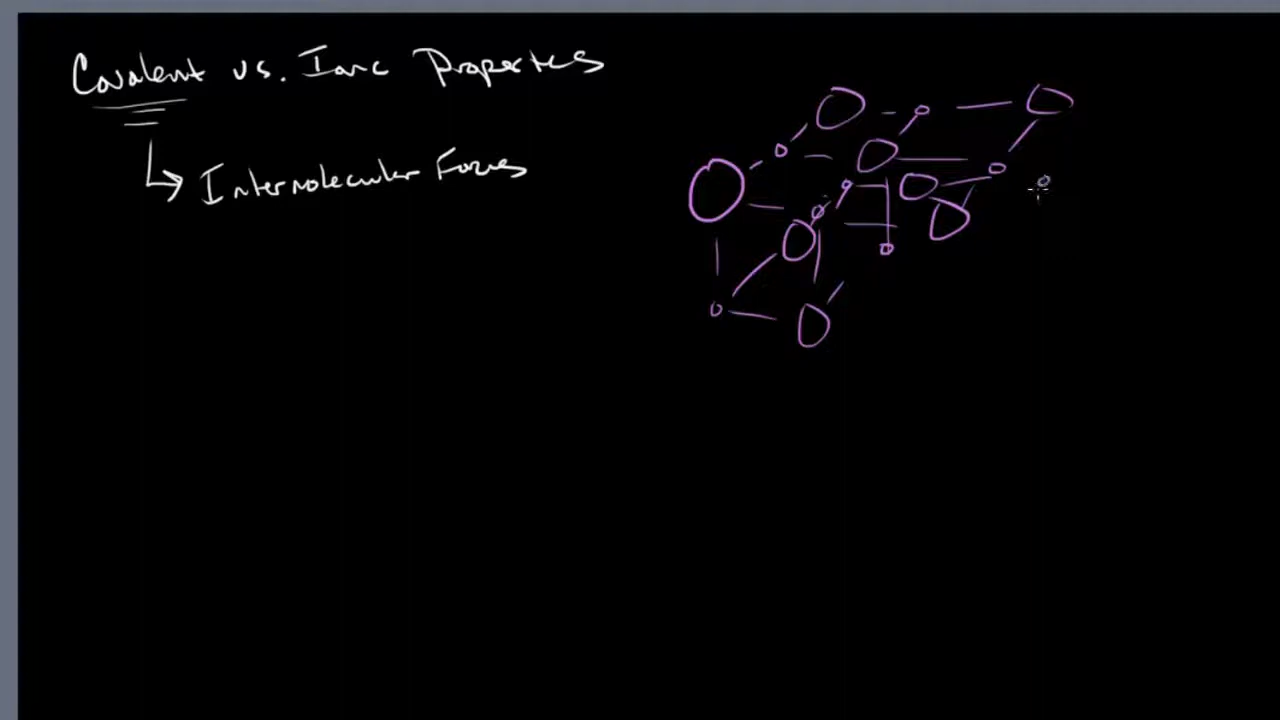 Covalent vs. Ionic Properties
Intermolecular Forces